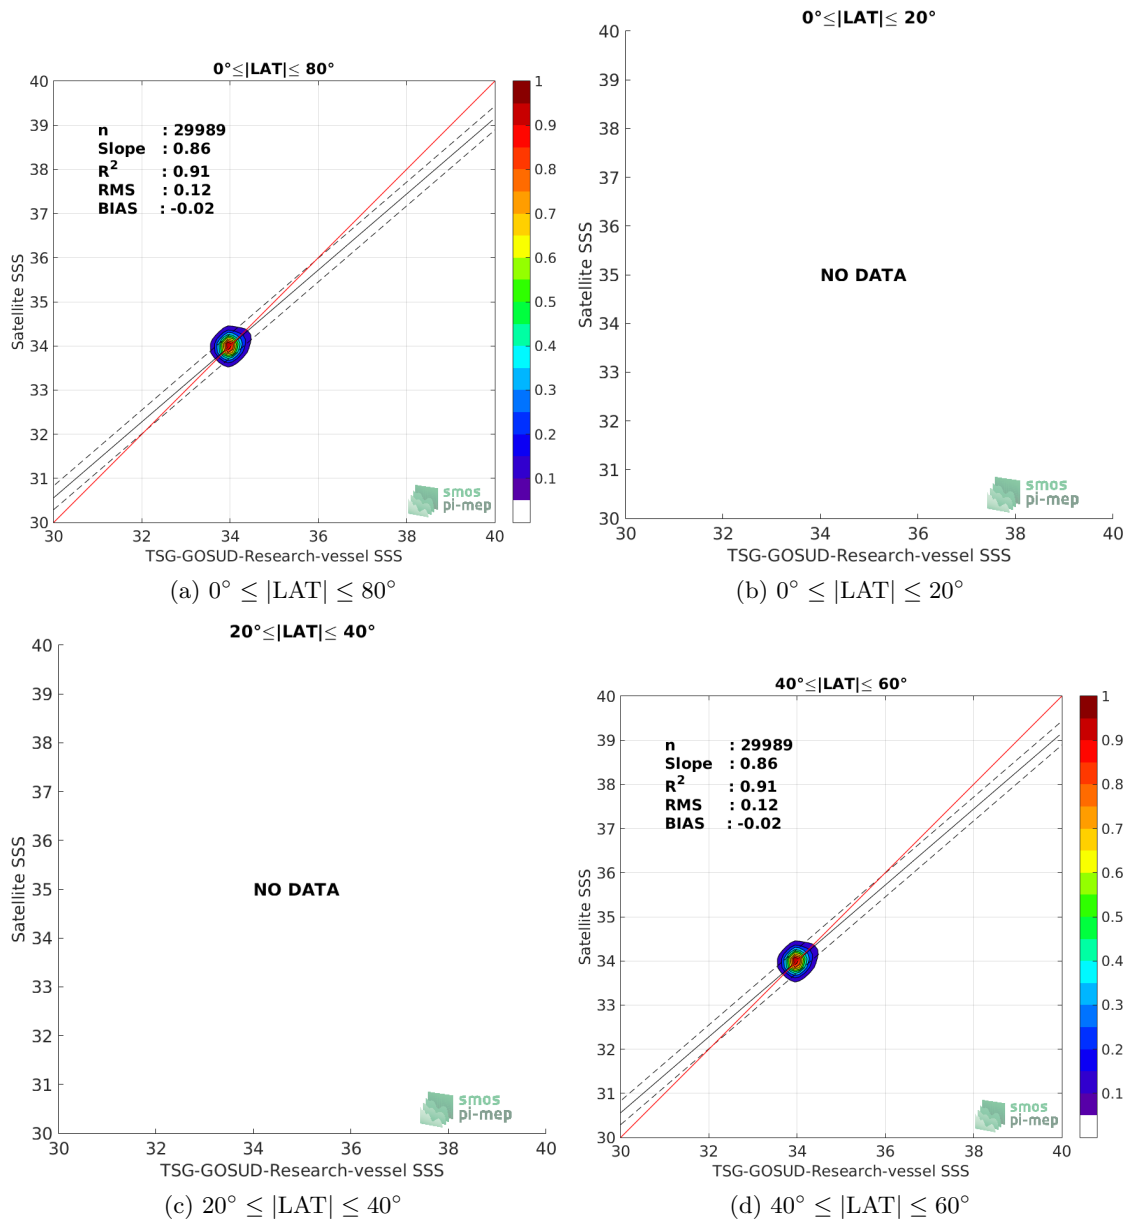 0°≤|LAT|≤ 80°
n : 29989
Slope : 0.86
R2 : 0.91
RMS : 0.12
BIAS : -0.02
40
39
38
37
36
35
34
33
32
31
30
30 32 34 36 38 40
Satellite SSS
TSG-GOSUD-Research-vessel SSS
1
0.9
0.8
0.7
0.6
0.5
0.4
0.3
0.2
0.1
smos
pi-mep
(a) 0° ≤ |LAT| ≤ 80°
0°≤|LAT|≤ 20°
40
39
38
37
36
35
34
33
32
31
30
30 32 34 36 38 40
Satellite SSS
NO DATA
TSG-GOSUD-Research-vessel SSS
smos
pi-mep
(b) 0° ≤ |LAT| ≤ 20°
20°≤|LAT|≤ 40°
40
39
38
37
36
35
34
33
32
31
30
30 32 34 36 38 40
Satellite SSS
NO DATA
TSG-GOSUD-Research-vessel SSS
smos
pi-mep
(c) 20° ≤ |LAT| ≤ 40°
40°≤|LAT|≤ 60°
n : 29989
Slope : 0.86
R2 : 0.91
RMS : 0.12
BIAS : -0.02
40
39
38
37
36
35
34
33
32
31
30
30 32 34 36 38 40
Satellite SSS
TSG-GOSUD-Research-vessel SSS
1
0.9
0.8
0.7
0.6
0.5
0.4
0.3
0.2
0.1
smos
pi-mep
(d) 40° ≤ |LAT| ≤ 60°